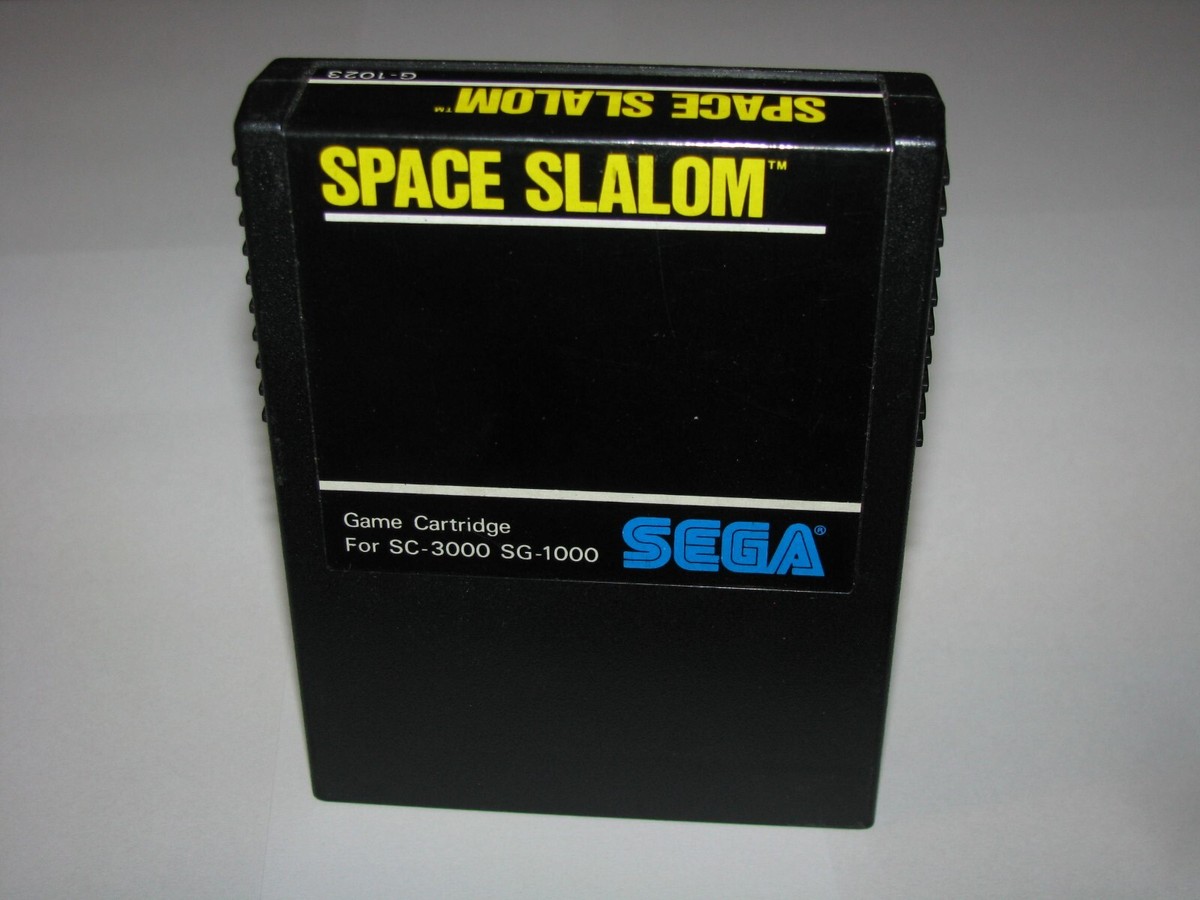 G-1023
SPACE SLALOM™
SPACE SLALOM™
Game Cartridge
For SC-3000 SG-1000
SEGA®